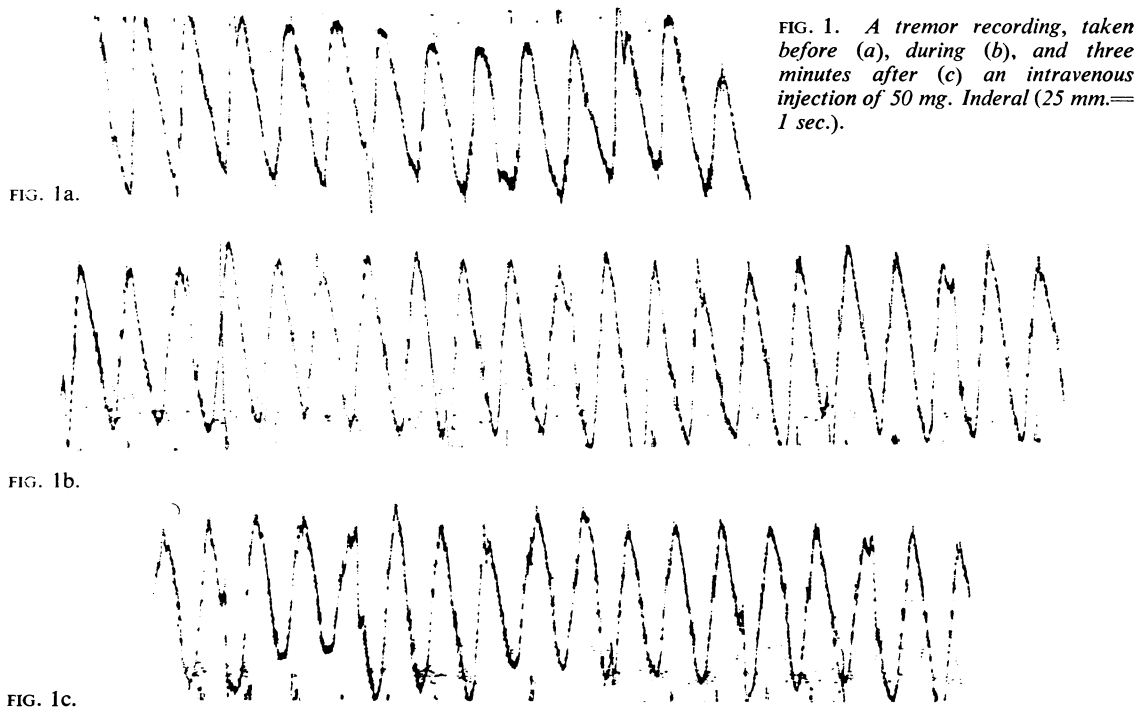 FIG. 1. A tremor recording, taken
before (a), during (b), and three
minutes after (c) an intravenous
injection of 50 mg. Inderal (25 mm.=
1 sec.).
FIG. 1a.
FIG. 1b.
FIG. 1c.